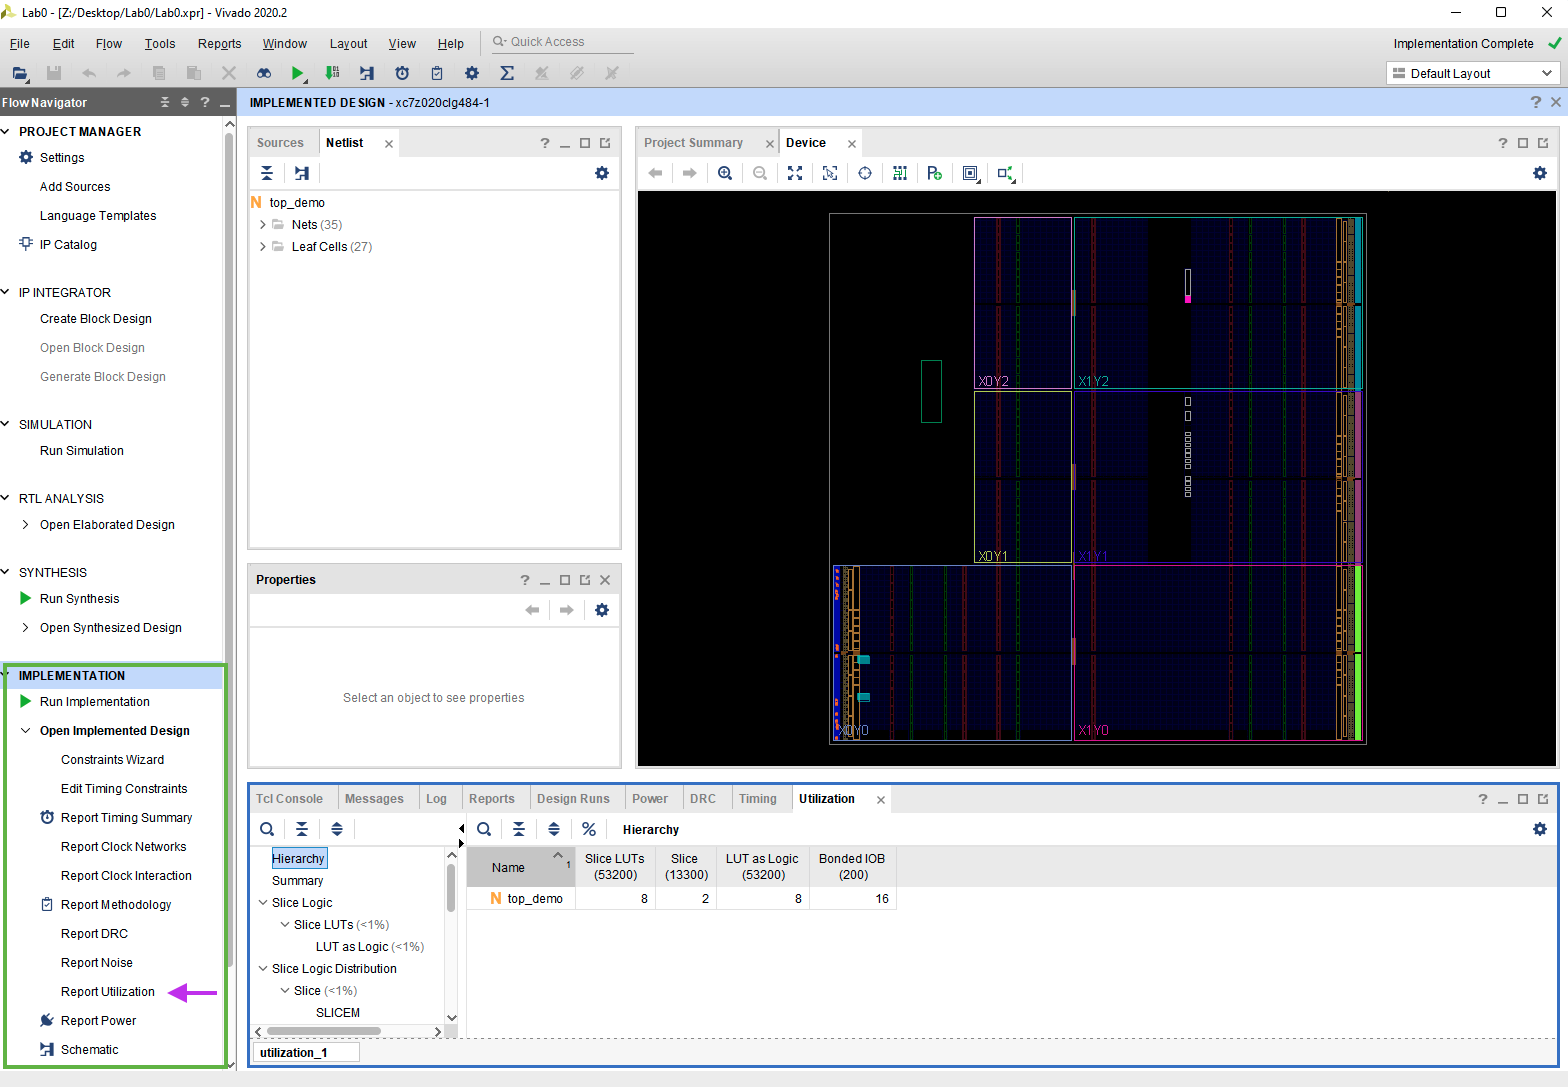 Lab0 - [Z:/Desktop/Lab0/Lab0.xpr] - Vivado 2020.2
File Edit Flow Tools Reports Window Layout View Help Quick Access
Implementation Complete
Default Layout
Flow Navigator
PROJECT MANAGER
Settings
Add Sources
Language Templates
IP Catalog
IP INTEGRATOR
Create Block Design
Open Block Design
Generate Block Design
SIMULATION
Run Simulation
RTL ANALYSIS
Open Elaborated Design
SYNTHESIS
Run Synthesis
Open Synthesized Design
IMPLEMENTATION
Run Implementation
Open Implemented Design
Constraints Wizard
Edit Timing Constraints
Report Timing Summary
Report Clock Networks
Report Clock Interaction
Report Methodology
Report DRC
Report Noise
Report Utilization
Report Power
Schematic
IMPLEMENTED DESIGN - xc7z020clg484-1
Sources Netlist
N top_demo
Nets (35)
Leaf Cells (27)
Properties
Select an object to see properties
Project Summary Device
X0Y2 X1Y2
X0Y1 X1Y1
X0Y0 X1Y0
Tcl Console Messages Log Reports Design Runs Power DRC Timing Utilization
Hierarchy
Summary
Slice Logic
Slice LUTs (<1%)
LUT as Logic (<1%)
Slice Logic Distribution
Slice (<1%)
SLICEM
% Hierarchy
Name 1 Slice LUTs (53200) Slice (13300) LUT as Logic (53200) Bonded IOB (200)
N top_demo 8 2 8 16
utilization_1